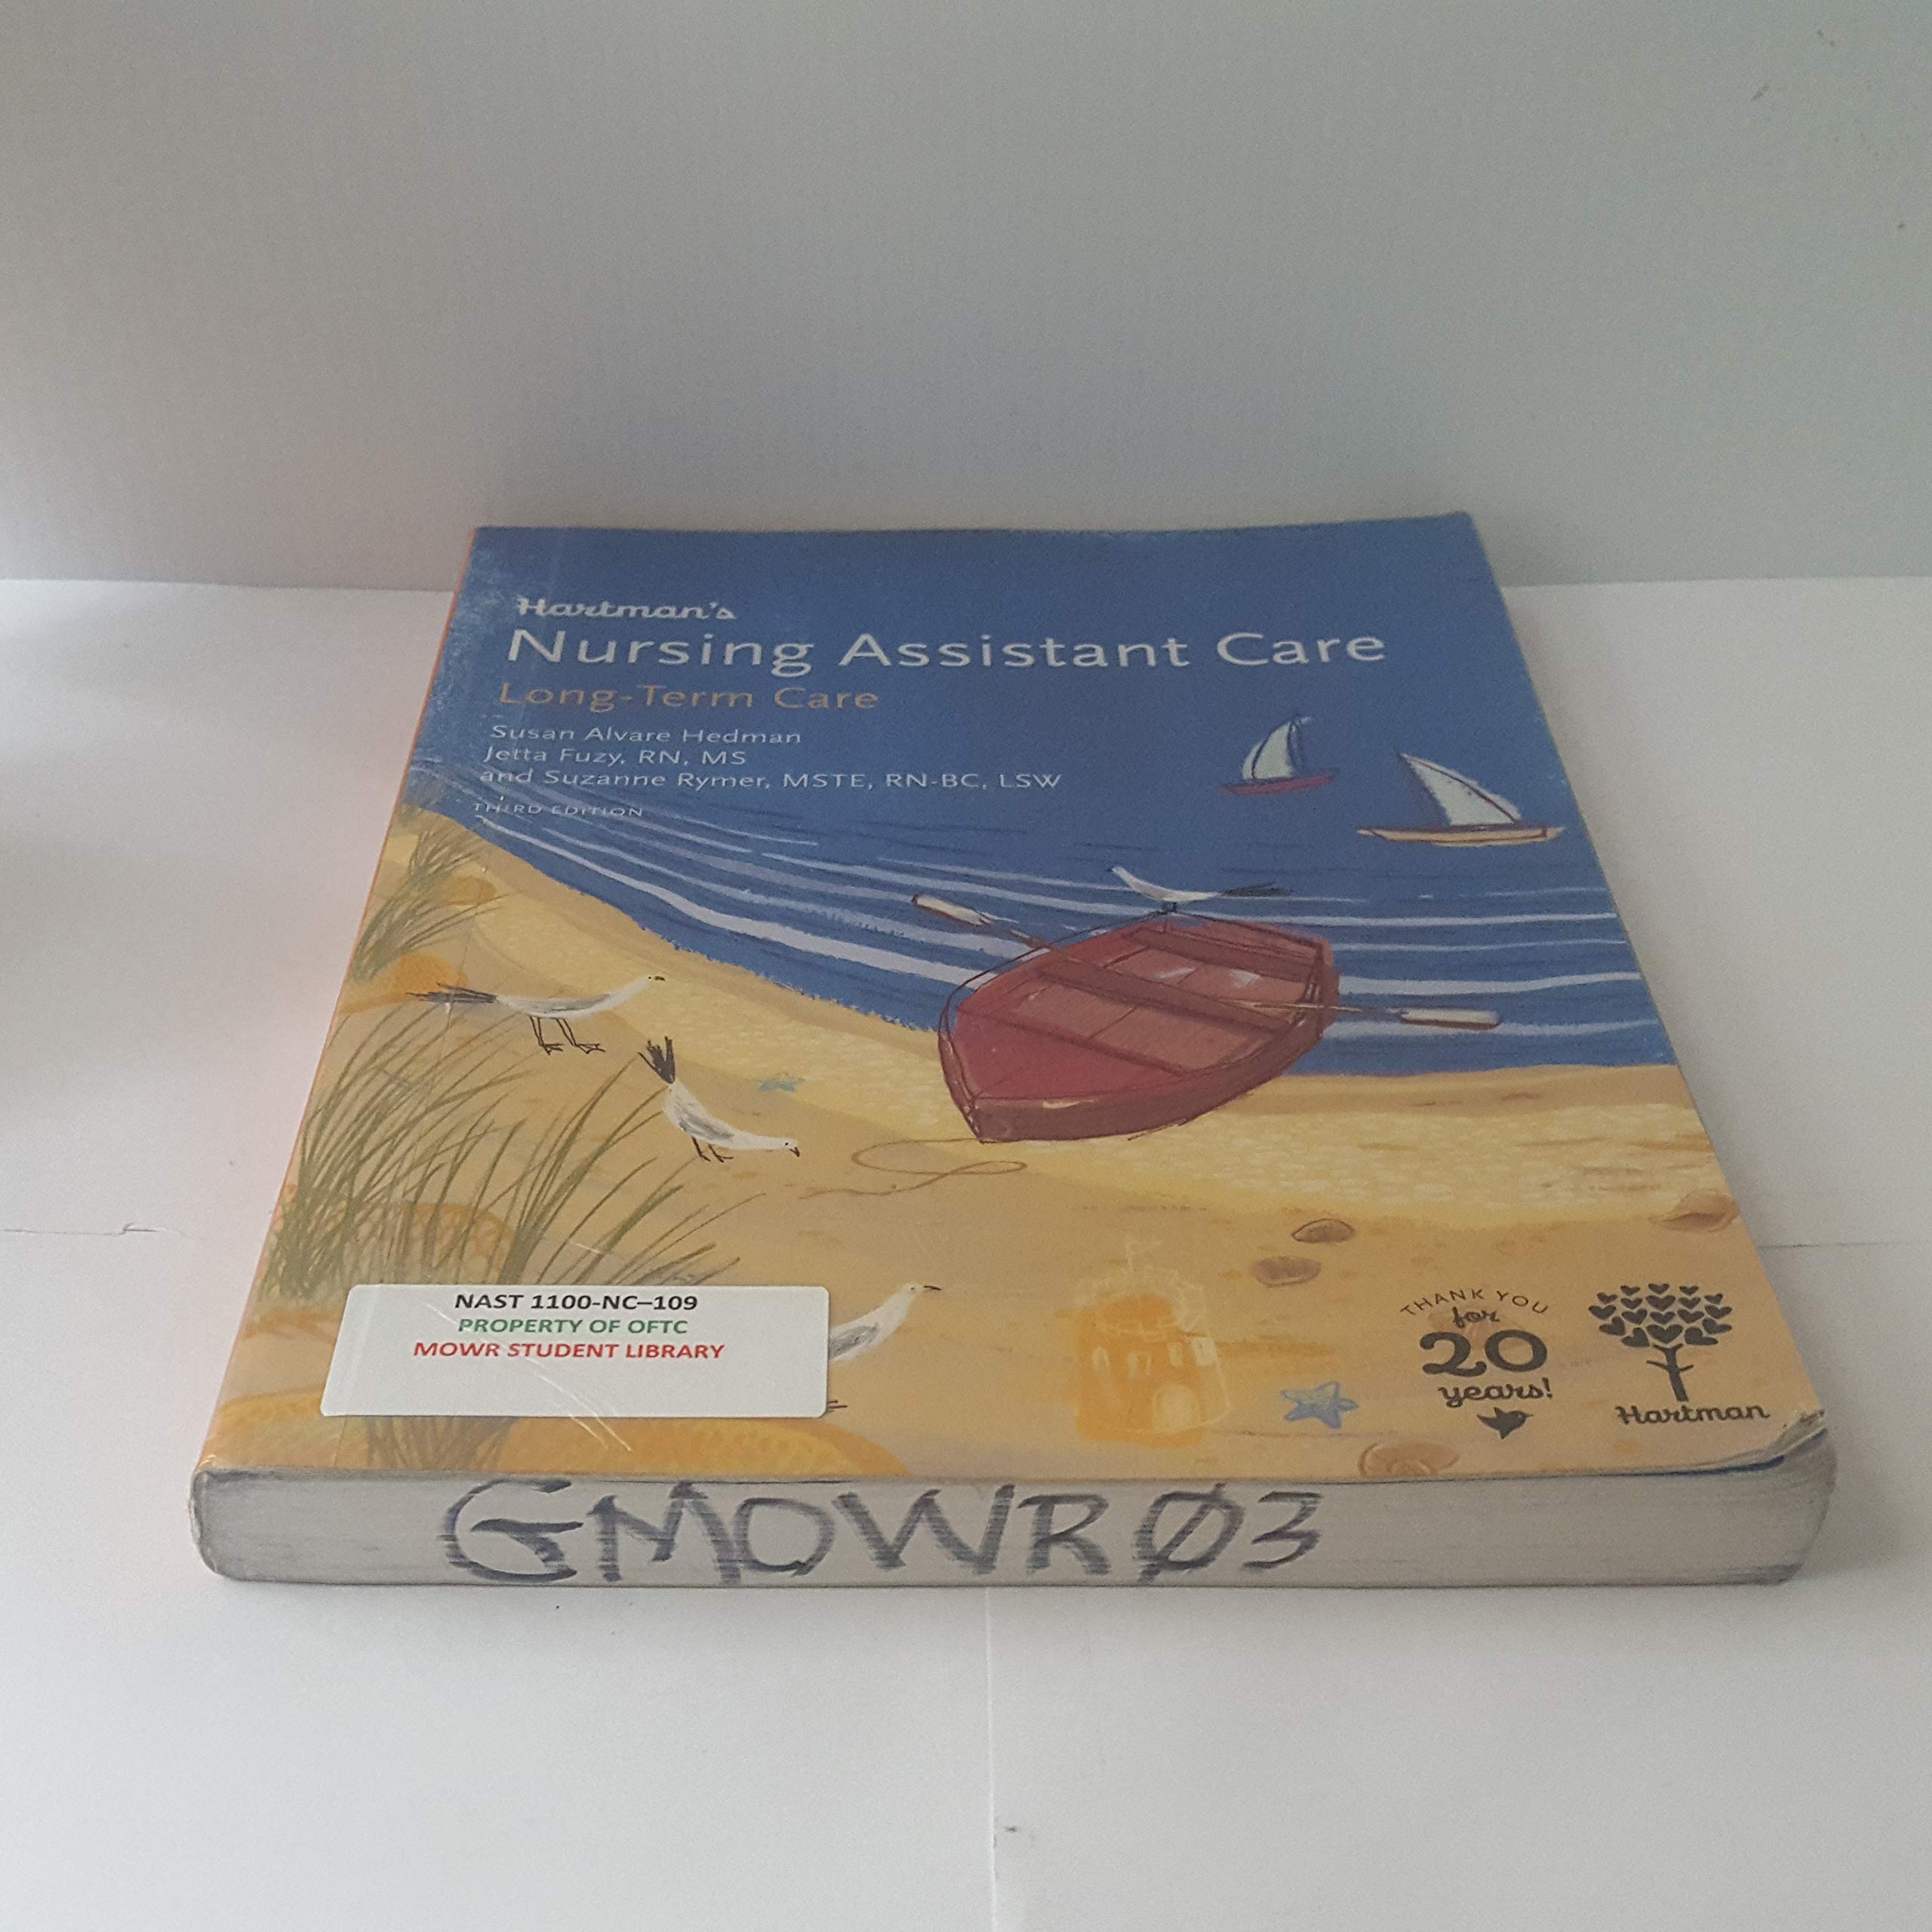 Hartman's
Nursing Assistant Care
Long-Term Care
Susan Alvare Hedman
Jetta Fuzy, RN, MS
and Suzanne Rymer, MSTE, RN-BC, LSW
THIRD EDITION
NAST 1100-NC–109
PROPERTY OF OFTC
MOWR STUDENT LIBRARY
THANK YOU
for
20
years!
Hartman
GMOWRØ3